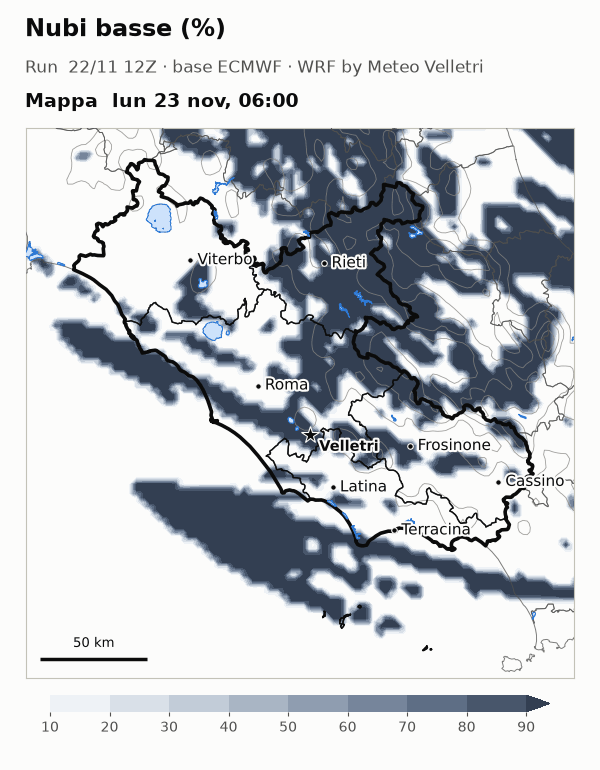 Nubi basse (%)
Run 22/11 12Z · base ECMWF · WRF by Meteo Velletri
Mappa lun 23 nov, 06:00
Viterbo
Rieti
Roma
Velletri
Frosinone
Cassino
Latina
Terracina
50 km
10 20 30 40 50 60 70 80 90